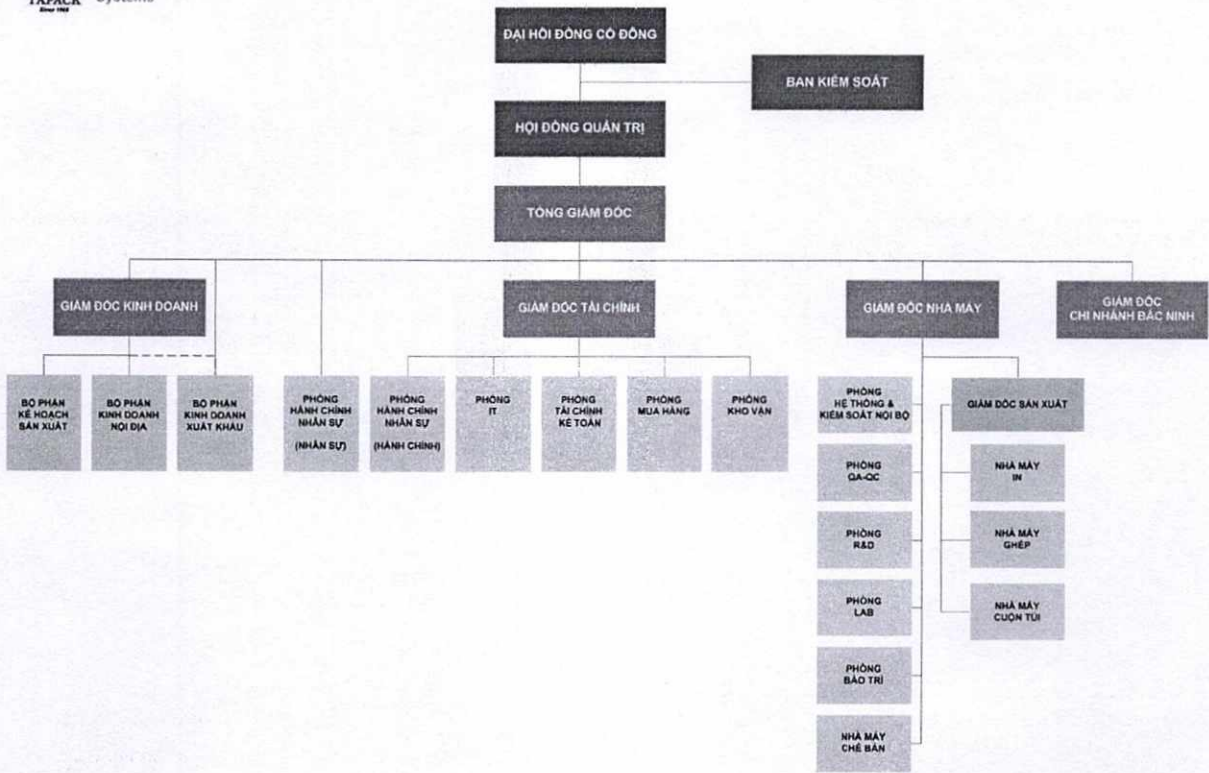 TAPACK
Since 1968
Systems
ĐẠI HỘI ĐỒNG CỔ ĐÔNG
BAN KIỂM SOÁT
HỘI ĐỒNG QUẢN TRỊ
TỔNG GIÁM ĐỐC
GIÁM ĐỐC KINH DOANH
GIÁM ĐỐC TÀI CHÍNH
GIÁM ĐỐC NHÀ MÁY
GIÁM ĐỐC
CHI NHÁNH BẮC NINH
BỘ PHẬN
KẾ HOẠCH
SẢN XUẤT
BỘ PHẬN
KINH DOANH
NỘI ĐỊA
BỘ PHẬN
KINH DOANH
XUẤT KHẨU
PHÒNG
HÀNH CHÍNH
NHÂN SỰ
(NHÂN SỰ)
PHÒNG
HÀNH CHÍNH
NHÂN SỰ
(HÀNH CHÍNH)
PHÒNG
IT
PHÒNG
TÀI CHÍNH
KẾ TOÁN
PHÒNG
MUA HÀNG
PHÒNG
KHO VẬN
PHÒNG
HỆ THỐNG &
KIỂM SOÁT NỘI BỘ
GIÁM ĐỐC SẢN XUẤT
PHÒNG
QA-QC
NHÀ MÁY
IN
PHÒNG
R&D
NHÀ MÁY
GHÉP
PHÒNG
LAB
NHÀ MÁY
CUỘN TÚI
PHÒNG
BẢO TRÌ
NHÀ MÁY
CHẾ BẢN